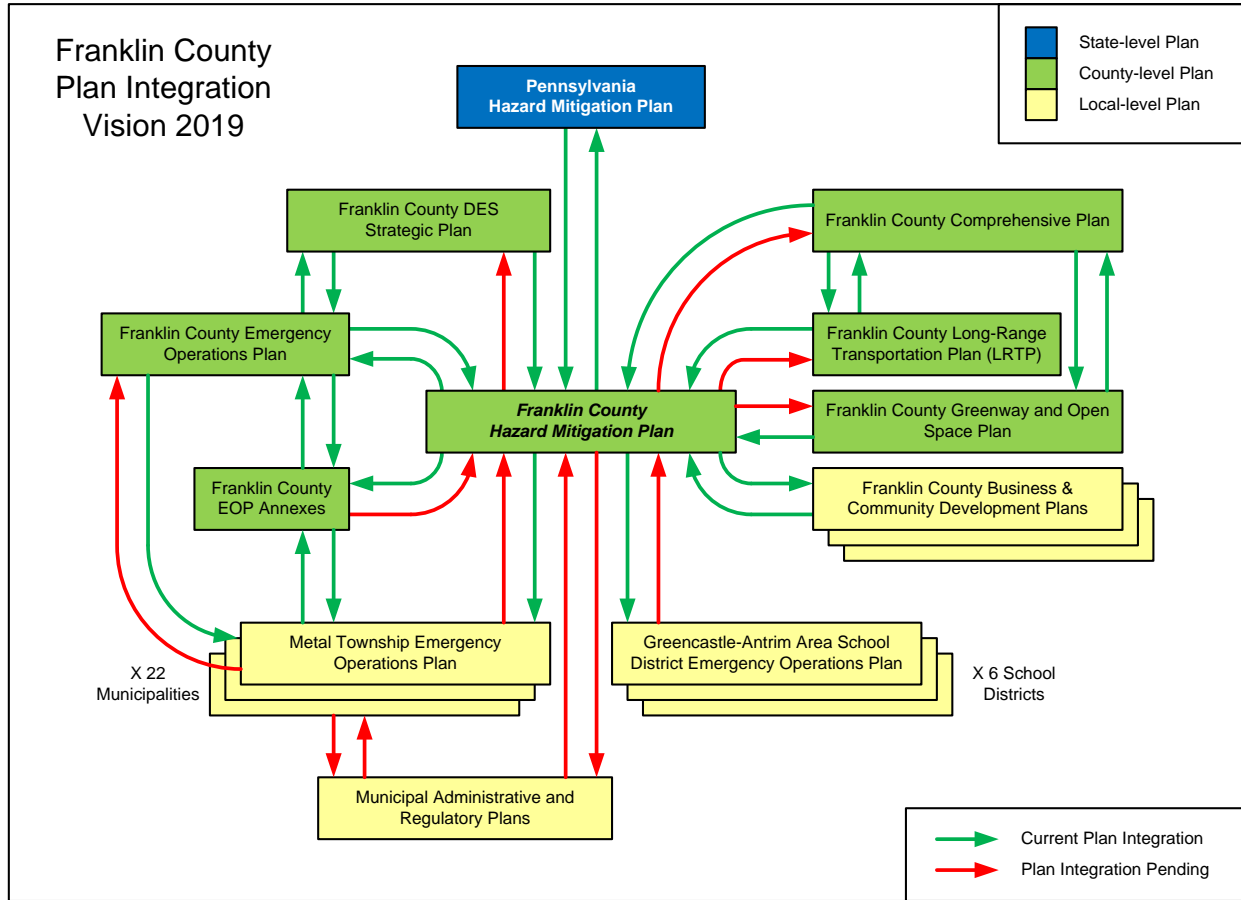 Franklin County
Plan Integration
Vision 2019
State-level Plan
County-level Plan
Local-level Plan
Pennsylvania
Hazard Mitigation Plan
Franklin County DES
Strategic Plan
Franklin County Comprehensive Plan
Franklin County Emergency
Operations Plan
Franklin County Long-Range
Transportation Plan (LRTP)
Franklin County
Hazard Mitigation Plan
Franklin County Greenway and Open
Space Plan
Franklin County
EOP Annexes
Franklin County Business &
Community Development Plans
Metal Township Emergency
Operations Plan
Greencastle-Antrim Area School
District Emergency Operations Plan
X 22
Municipalities
X 6 School
Districts
Municipal Administrative and
Regulatory Plans
Current Plan Integration
Plan Integration Pending